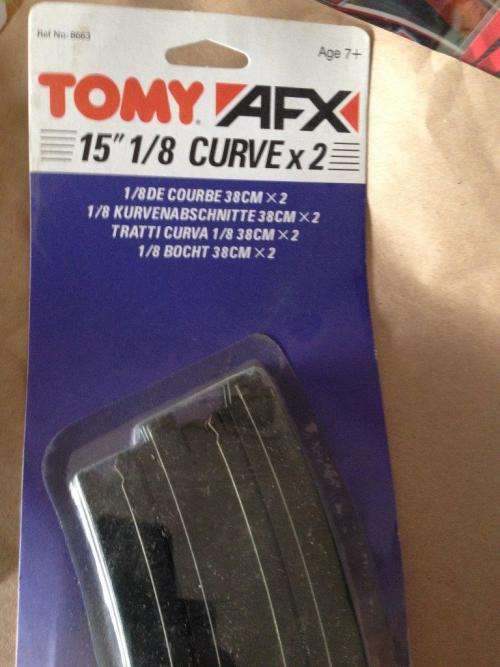 Ref No. 8663
Age 7+
TOMY AFX
15" 1/8 CURVE x 2
1/8 DE COURBE 38CM × 2
1/8 KURVENABSCHNITTE 38CM × 2
TRATTI CURVA 1/8 38CM × 2
1/8 BOCHT 38CM × 2